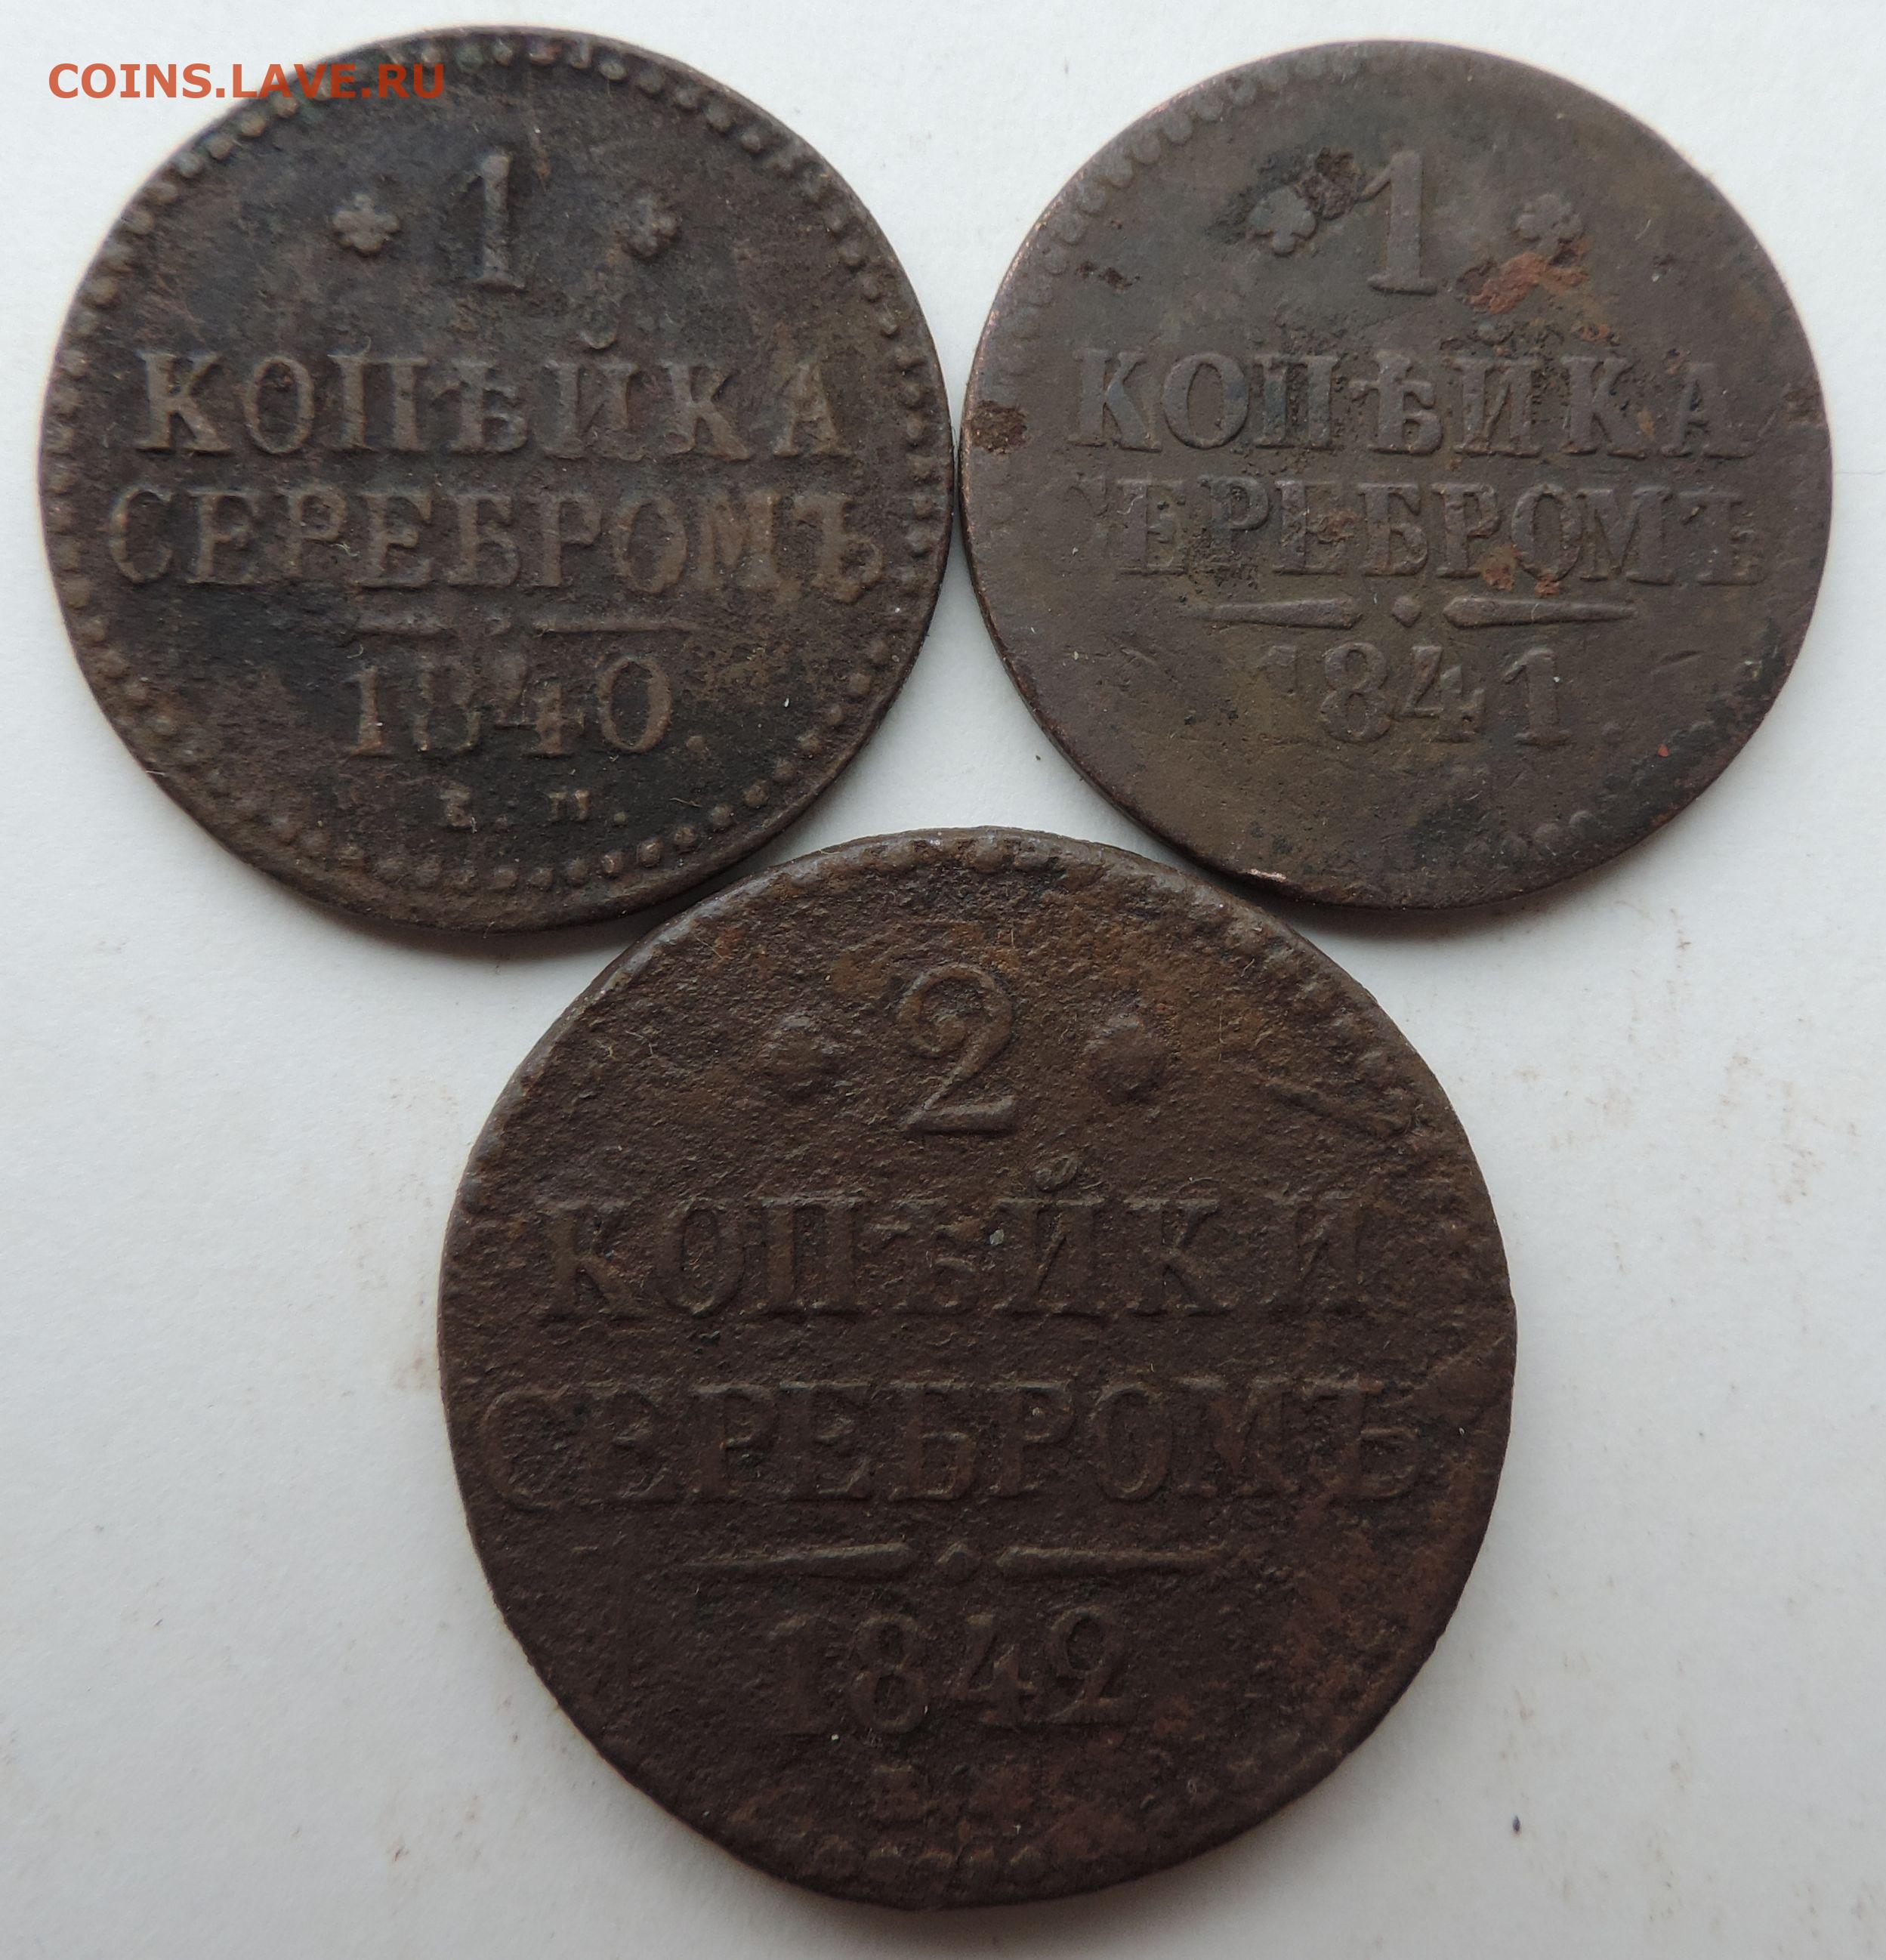 COINS.LAVE.RU
1
КОПѢЙКА
СЕРЕБРОМЪ
1840.
Е. М.
1
КОПѢЙКА
СЕРЕБРОМЪ
1841.
2
КОПѢЙКИ
СЕРЕБРОМЪ
1842